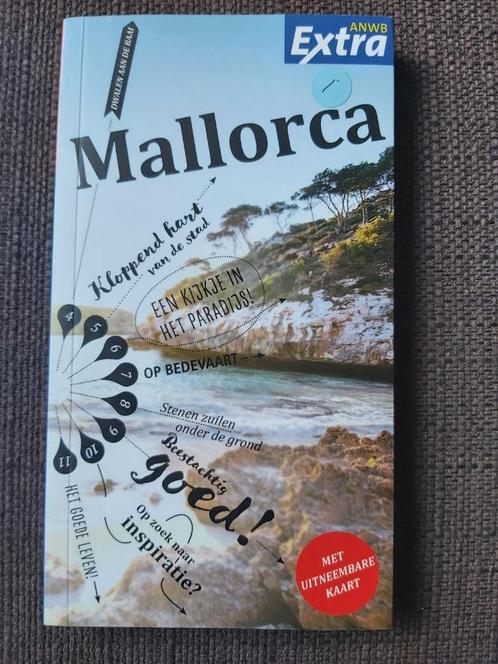 ANWB
Extra
DWALEN AAN DE BAAI
Mallorca
Kloppend hart
van de stad
EEN KIJKJE IN
HET PARADIJS!
4
5
6
7
8
9
10
11
OP BEDEVAART
Stenen zuilen
onder de grond
Beestachtig
goed!
Op zoek naar
inspiratie?
HET GOEDE LEVEN!
MET
UITNEEMBARE
KAART